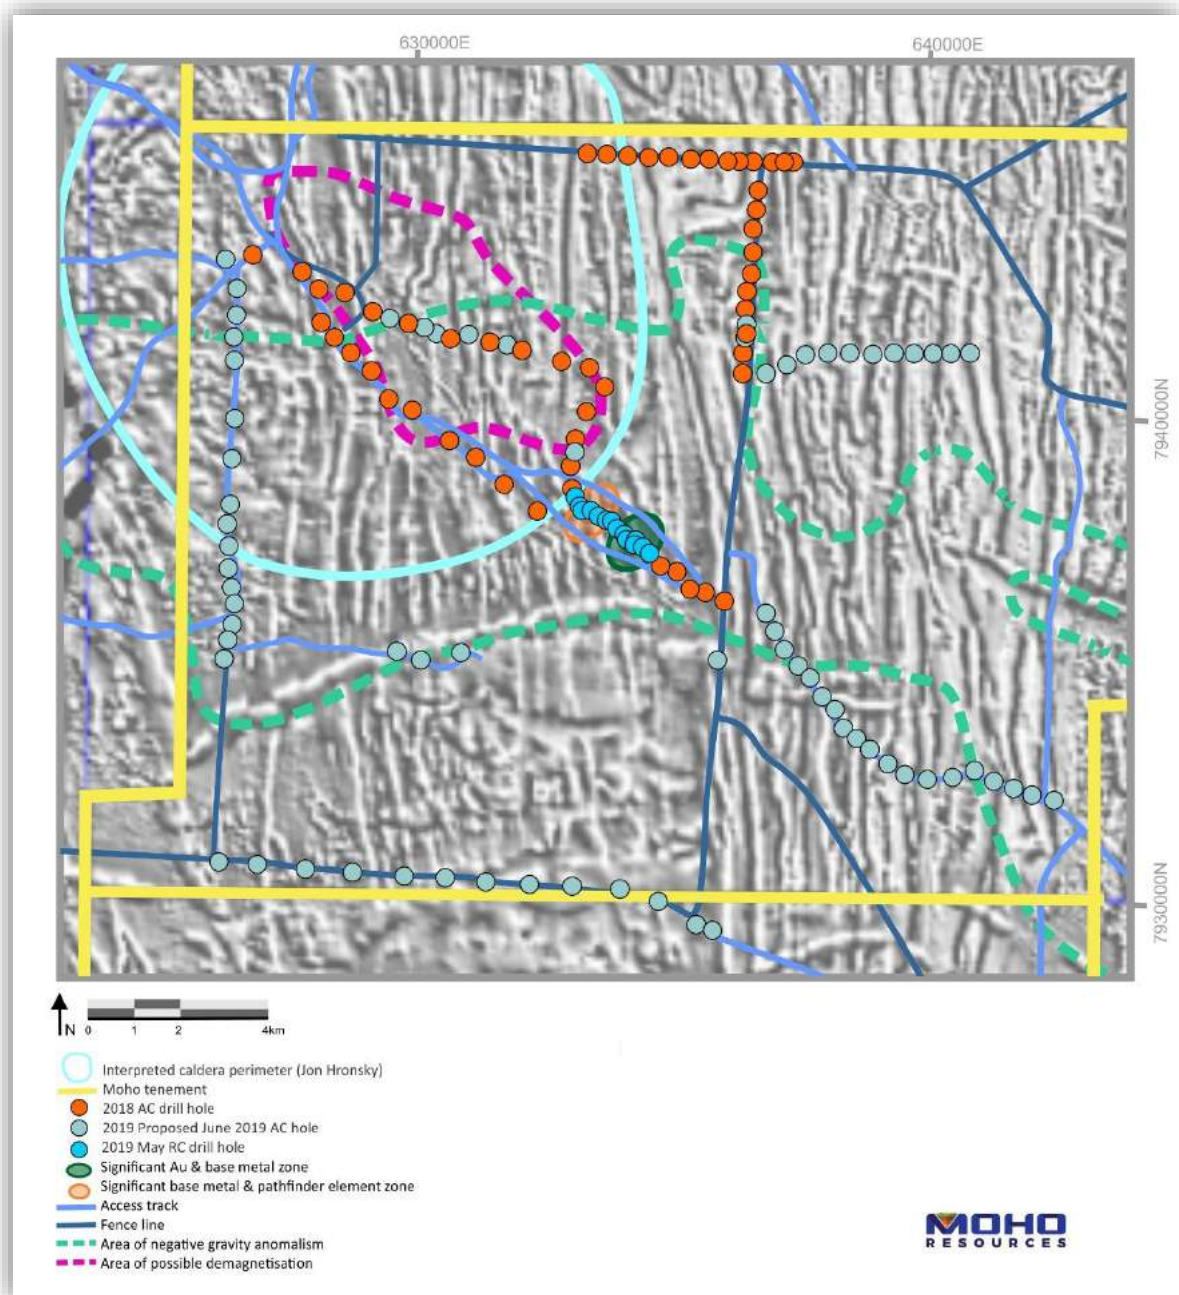 630000E
640000E
7940000N
7930000N
N
0 1 2 4km
Interpreted caldera perimeter (Jon Hronsky)
Moho tenement
2018 AC drill hole
2019 Proposed June 2019 AC hole
2019 May RC drill hole
Significant Au & base metal zone
Significant base metal & pathfinder element zone
Access track
Fence line
Area of negative gravity anomalism
Area of possible demagnetisation
MOHO
RESOURCES